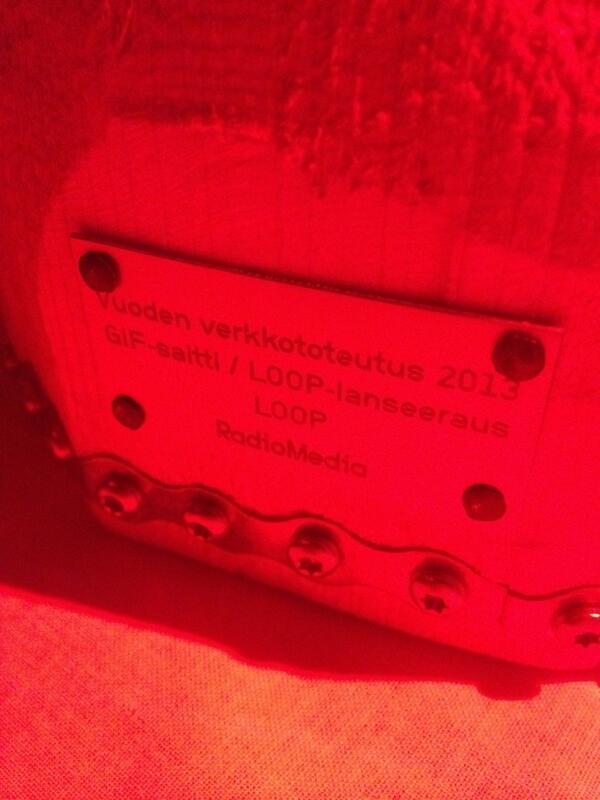 Vuoden verkkototeutus 2013
GIF-saitti / LOOP-lanseeraus
LOOP
RadioMedia